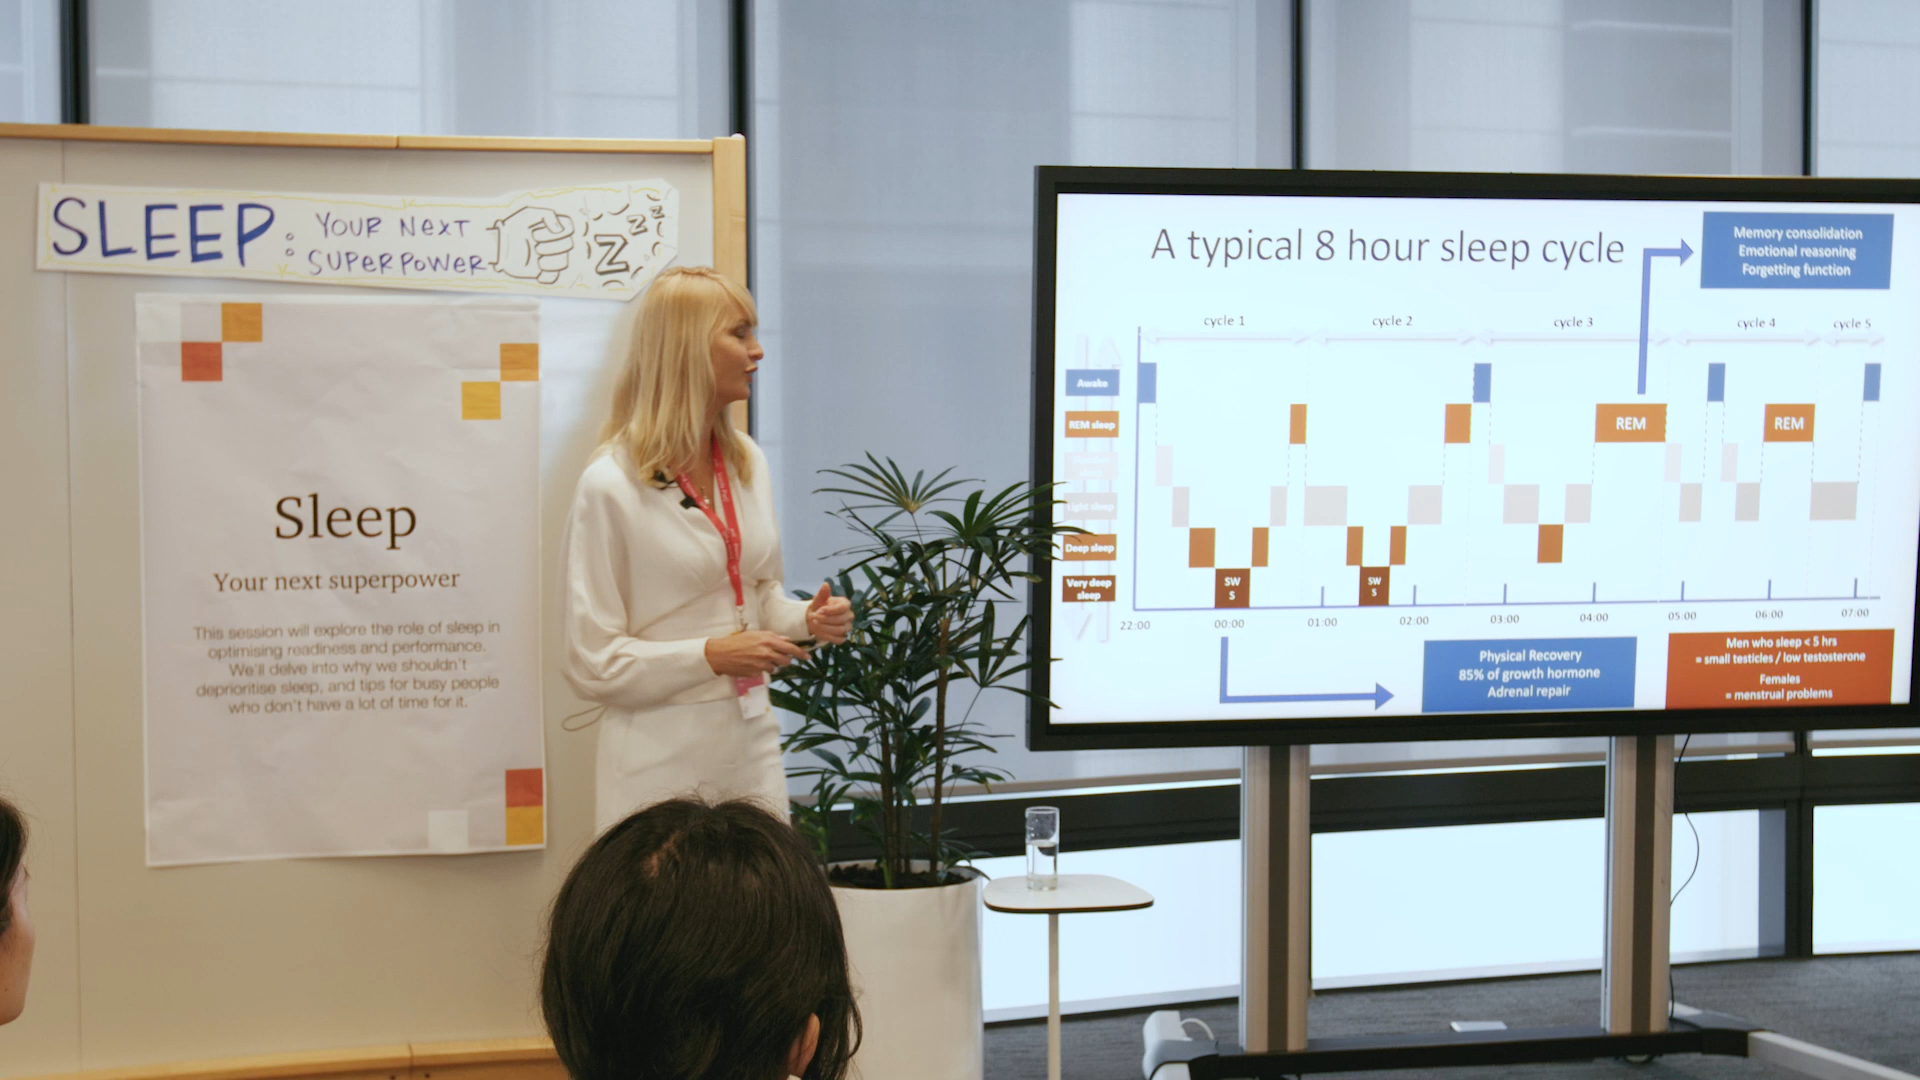 SLEEP: YOUR NEXT
SUPERPOWER
Z Z Z Z
Sleep
Your next superpower
This session will explore the role of sleep in
optimising readiness and performance.
We'll delve into why we shouldn't
deprioritise sleep, and tips for busy people
who don't have a lot of time for it.
A typical 8 hour sleep cycle
Memory consolidation
Emotional reasoning
Forgetting function
cycle 1 cycle 2 cycle 3 cycle 4 cycle 5
Awake
REM sleep
REM REM
Light sleep
Deep sleep
Very deep
sleep
SW
S
SW
S
22:00 00:00 01:00 02:00 03:00 04:00 05:00 06:00 07:00
Physical Recovery
85% of growth hormone
Adrenal repair
Men who sleep < 5 hrs
= small testicles / low testosterone
Females
= menstrual problems